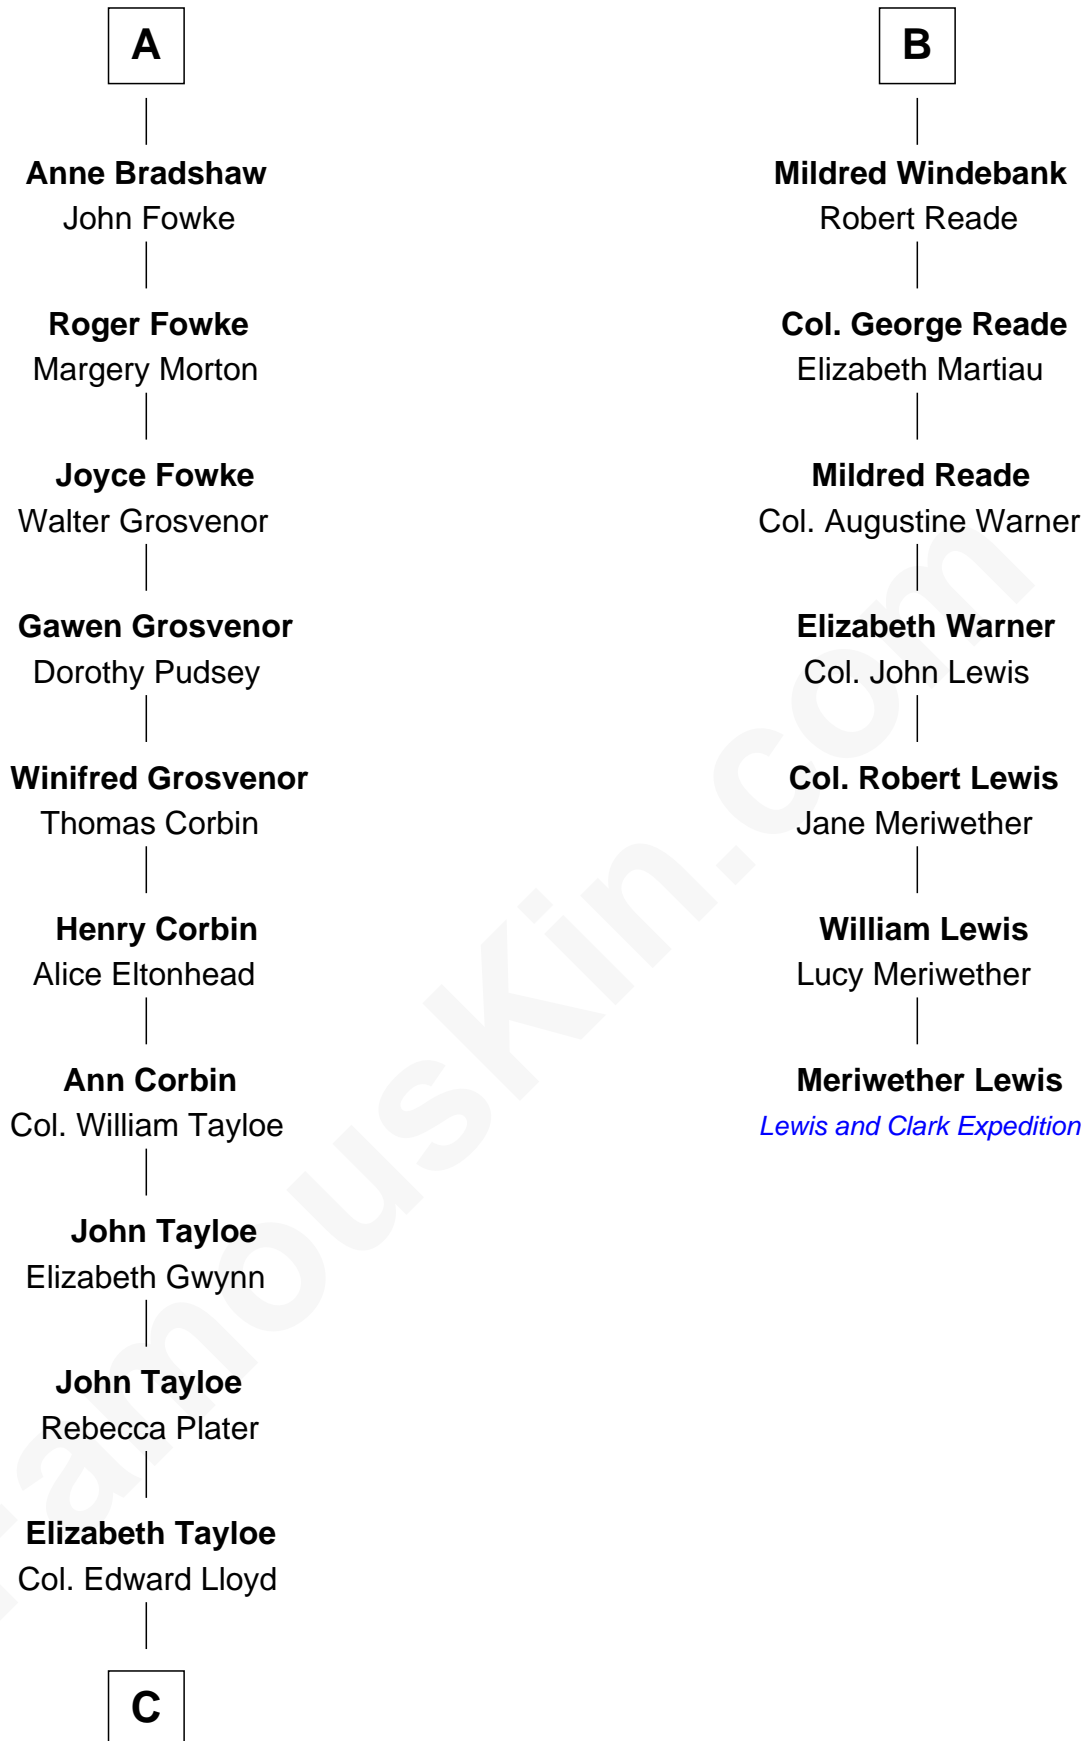 A
Anne Bradshaw
John Fowke
Roger Fowke
Margery Morton
Joyce Fowke
Walter Grosvenor
Gawen Grosvenor
Dorothy Pudsey
Winifred Grosvenor
Thomas Corbin
Henry Corbin
Alice Eltonhead
Ann Corbin
Col. William Tayloe
John Tayloe
Elizabeth Gwynn
John Tayloe
Rebecca Plater
Elizabeth Tayloe
Col. Edward Lloyd
C
B
Mildred Windebank
Robert Reade
Col. George Reade
Elizabeth Martiau
Mildred Reade
Col. Augustine Warner
Elizabeth Warner
Col. John Lewis
Col. Robert Lewis
Jane Meriwether
William Lewis
Lucy Meriwether
Meriwether Lewis
Lewis and Clark Expedition
FamousKin.com